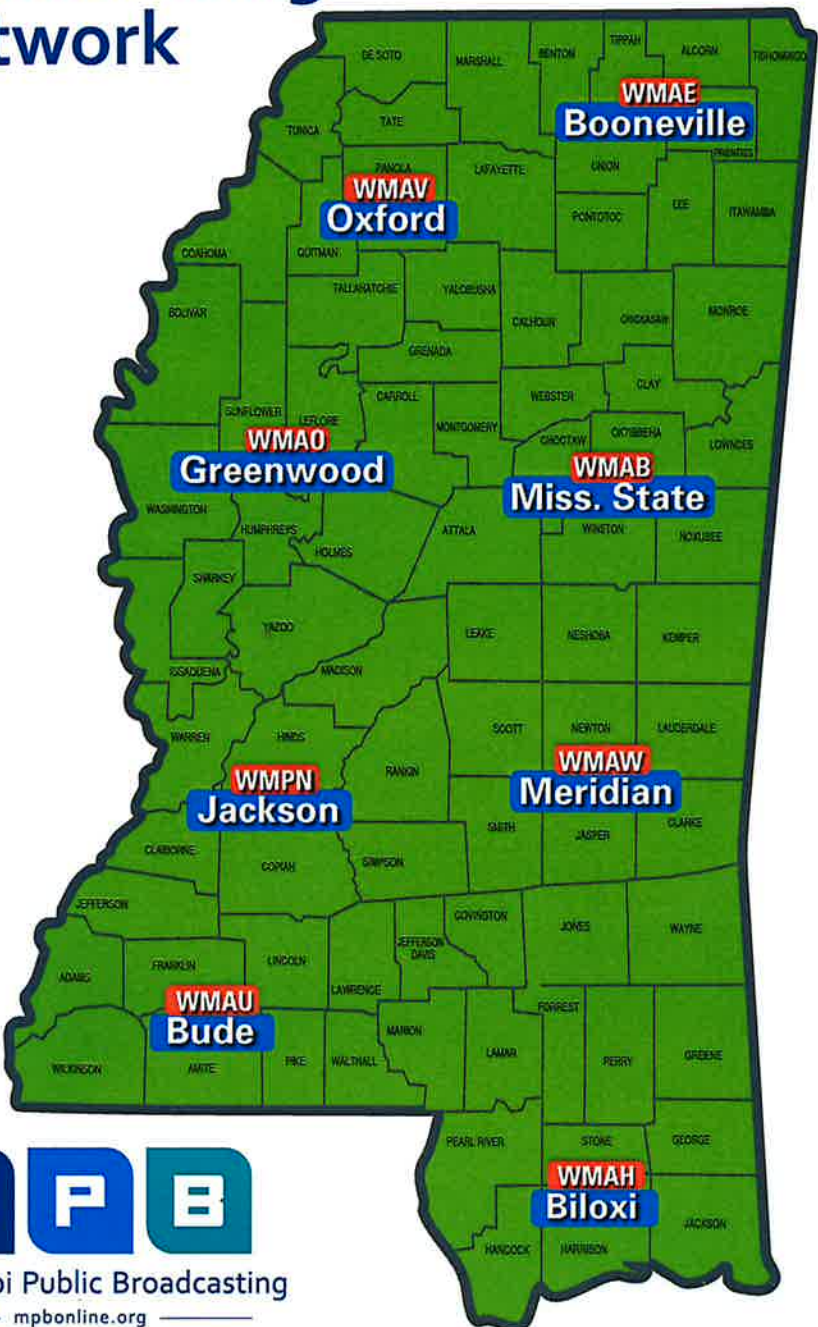 twork
DE SOTO
MARSHALL
BENTON
TIPPAH
ALCORN
TISHOMINGO
WMAE
Booneville
TUNICA
TATE
PRENTISS
PANOLA
LAFAYETTE
UNION
WMAV
Oxford
PONTOTOC
LEE
ITAWAMBA
COAHOMA
QUITMAN
TALLAHATCHIE
YALOBUSHA
BOLIVAR
CALHOUN
CHICKASAW
MONROE
GRENADA
CARROLL
WEBSTER
CLAY
SUNFLOWER
LEFLORE
MONTGOMERY
CHOCTAW
OKTIBBEHA
LOWNDES
WMAO
Greenwood
WMAB
Miss. State
WASHINGTON
HUMPHREYS
HOLMES
ATTALA
WINSTON
NOXUBEE
SHARKEY
YAZOO
LEAKE
NESHOBA
KEMPER
ISSAQUENA
MADISON
WARREN
HINDS
SCOTT
NEWTON
LAUDERDALE
RANKIN
WMPN
Jackson
WMAW
Meridian
SMITH
JASPER
CLARKE
CLAIBORNE
COPIAH
SIMPSON
JEFFERSON
COVINGTON
JONES
WAYNE
ADAMS
FRANKLIN
LINCOLN
LAWRENCE
JEFFERSON
DAVIS
WMAU
Bude
MARION
FORREST
WILKINSON
AMITE
PIKE
WALTHALL
LAMAR
PERRY
GREENE
PEARL RIVER
STONE
GEORGE
WMAH
Biloxi
HANCOCK
HARRISON
JACKSON
P B
pi Public Broadcasting
mpbonline.org